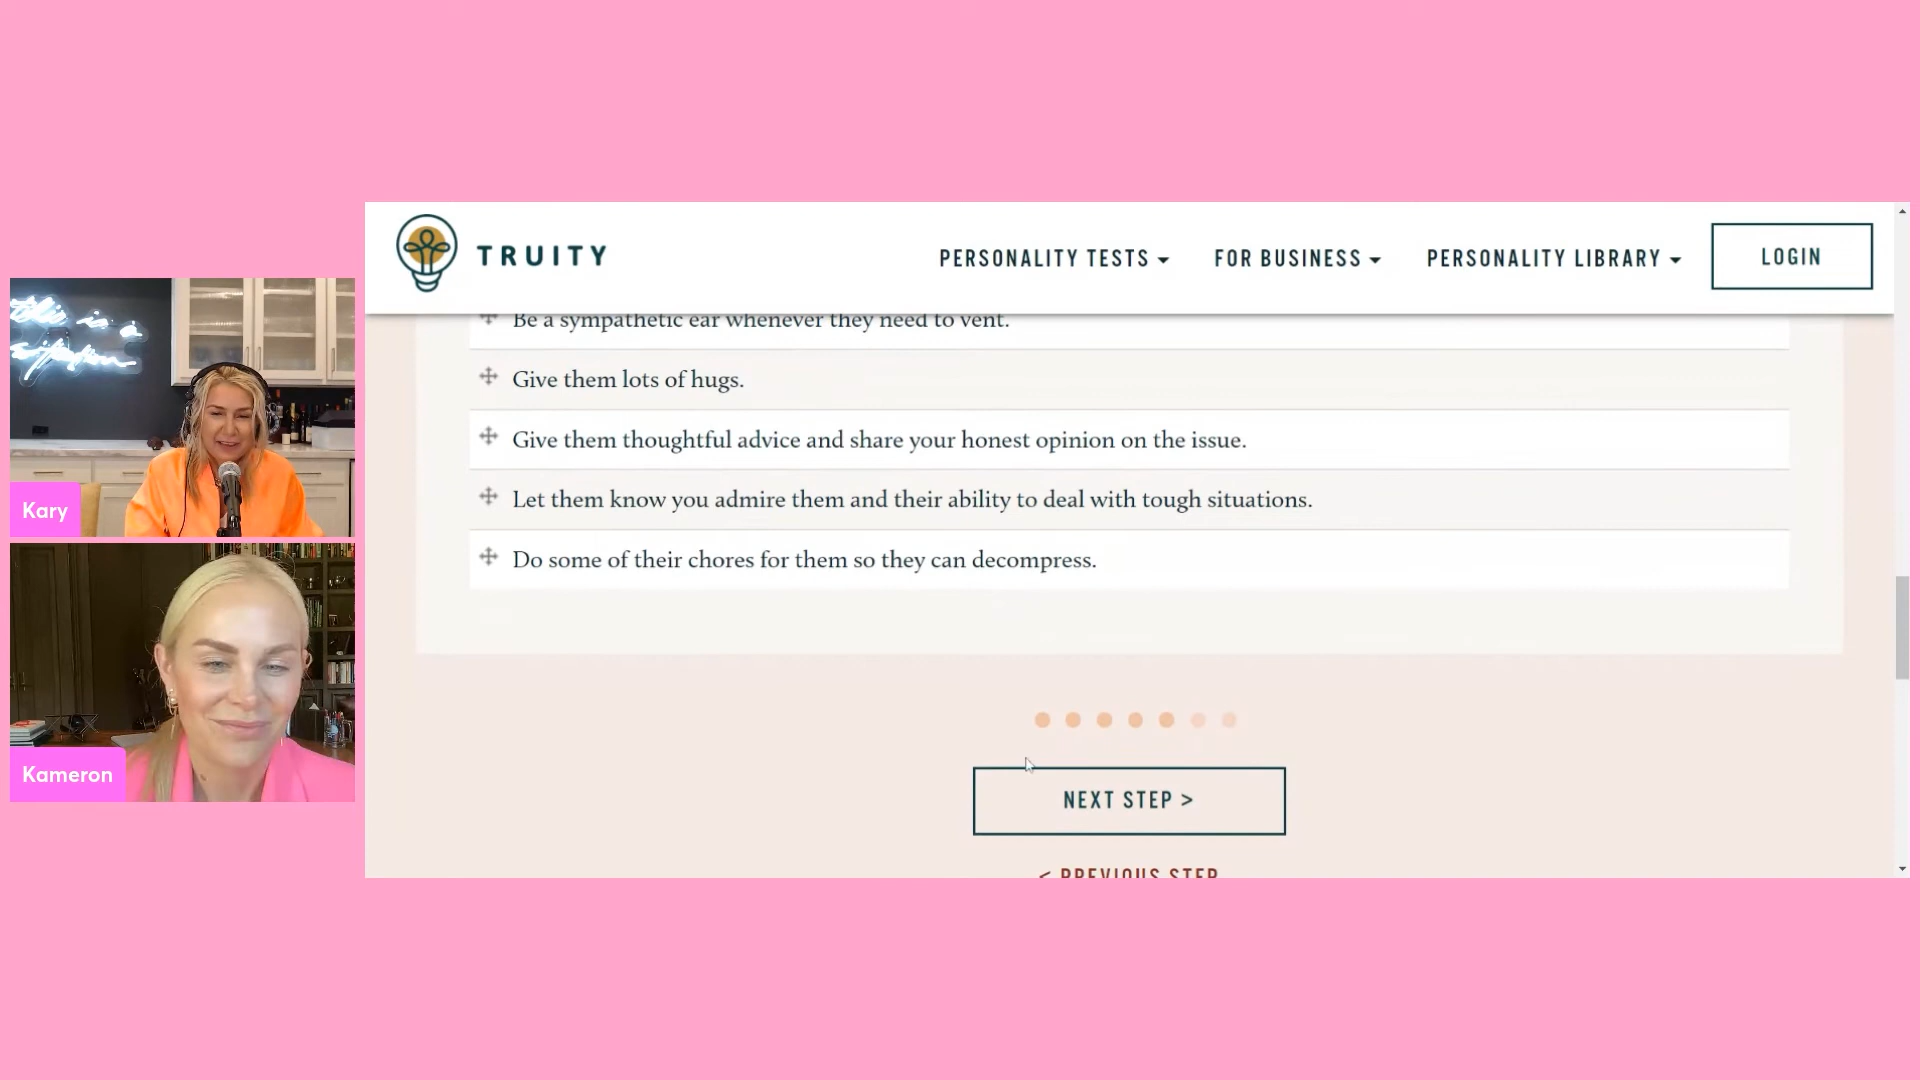 TRUITY
PERSONALITY TESTS
FOR BUSINESS
PERSONALITY LIBRARY
LOGIN
Be a sympathetic ear whenever they need to vent.
Give them lots of hugs.
Give them thoughtful advice and share your honest opinion on the issue.
Let them know you admire them and their ability to deal with tough situations.
Do some of their chores for them so they can decompress.
NEXT STEP >
< PREVIOUS STEP
this is a
Kary
Kameron